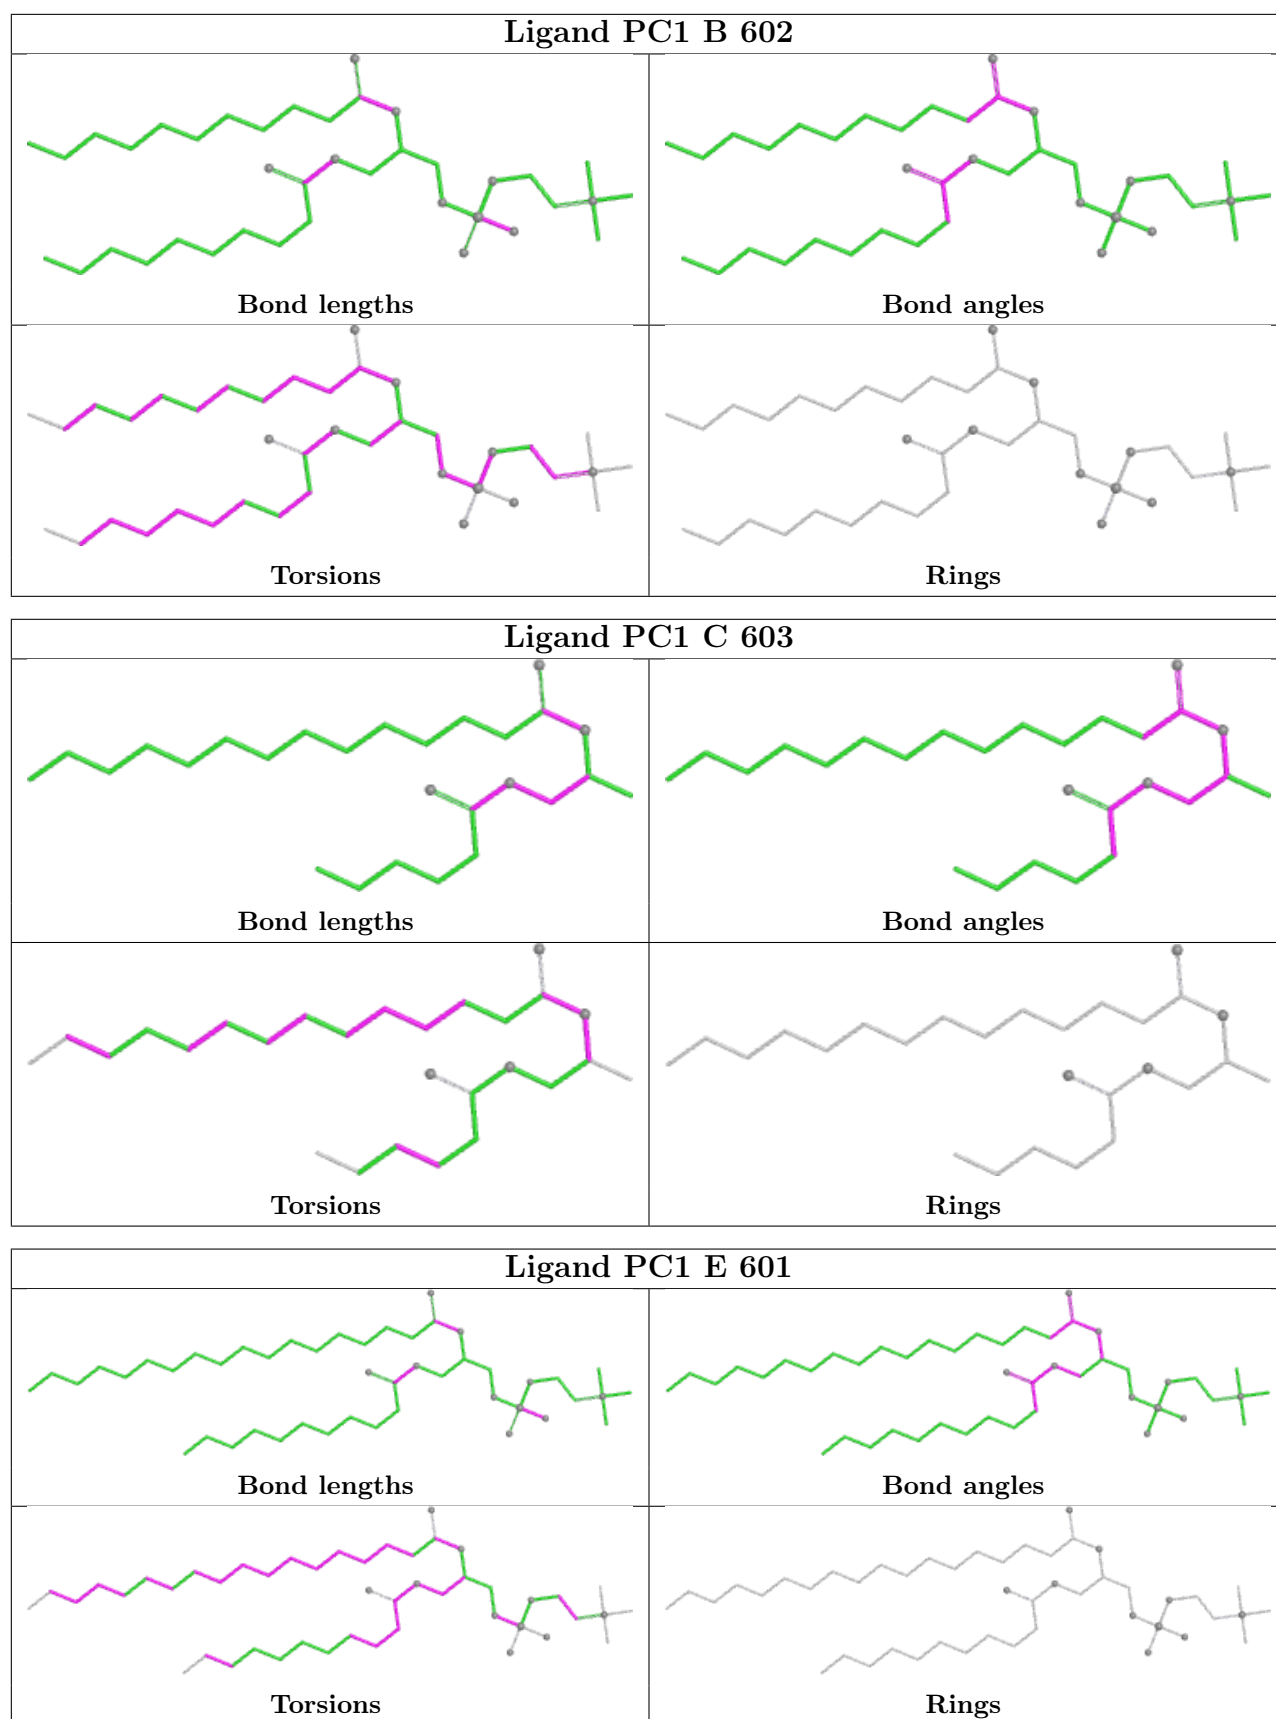 Ligand PC1 B 602
Bond lengths
Bond angles
Torsions
Rings
Ligand PC1 C 603
Bond lengths
Bond angles
Torsions
Rings
Ligand PC1 E 601
Bond lengths
Bond angles
Torsions
Rings